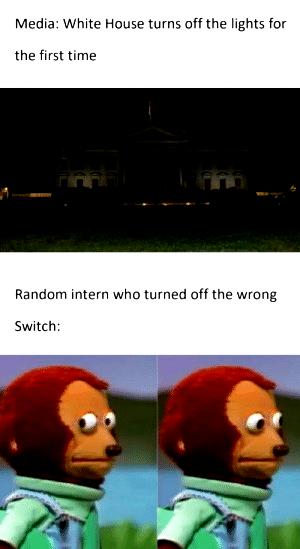 Media: White House turns off the lights for
the first time
Random intern who turned off the wrong
Switch: